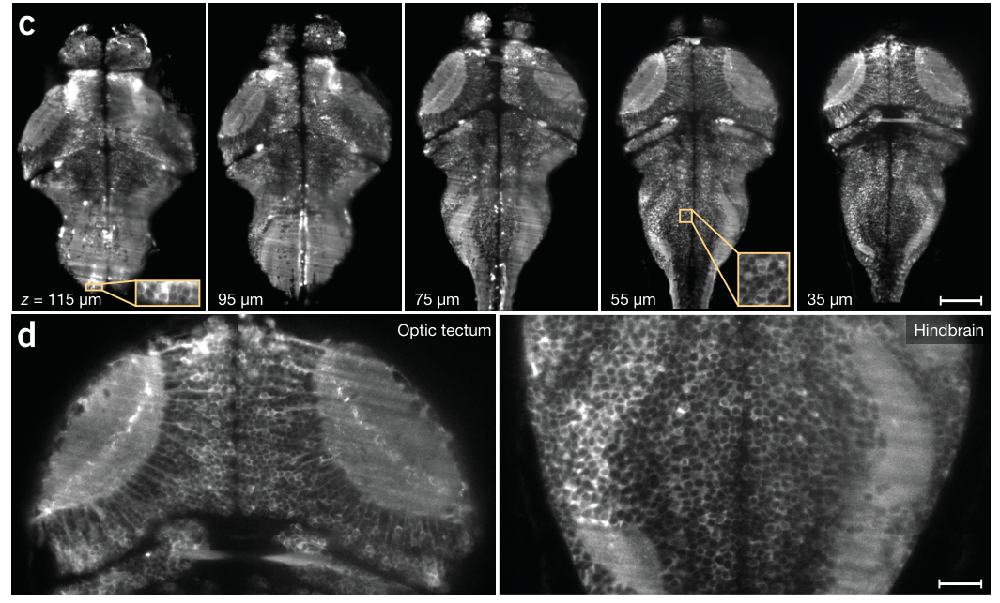 c
z = 115 µm
95 µm
75 µm
55 µm
35 µm
d
Optic tectum
Hindbrain